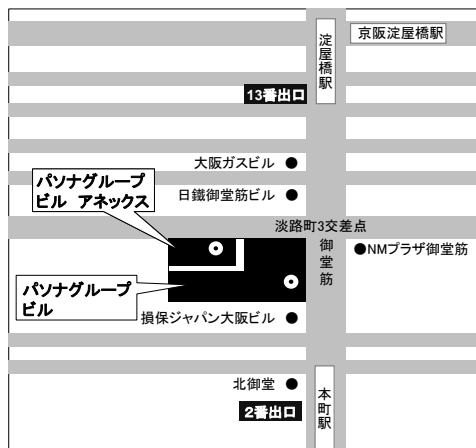 京阪淀屋橋駅
淀屋橋駅
13番出口
大阪ガスビル
パソナグループ
ビル アネックス
日鐵御堂筋ビル
淡路町3交差点
御堂筋
NMプラザ御堂筋
パソナグループ
ビル
損保ジャパン大阪ビル
北御堂
2番出口
本町駅